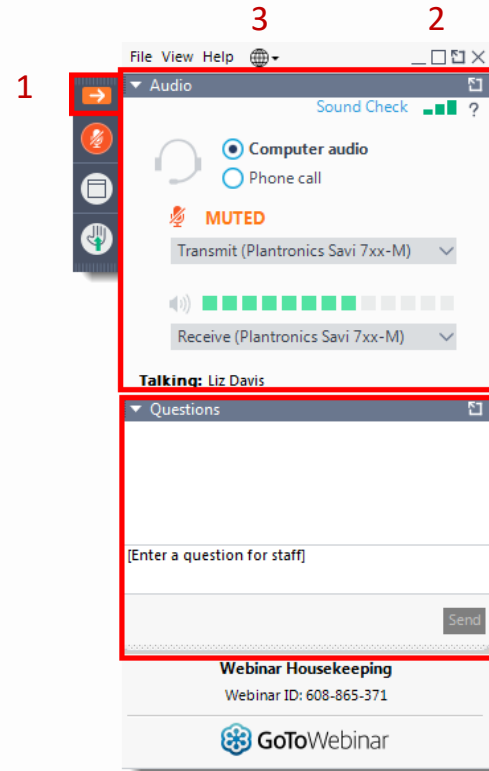 3 2
1
File View Help
Audio
Sound Check ?
Computer audio
Phone call
MUTED
Transmit (Plantronics Savi 7xx-M)
Receive (Plantronics Savi 7xx-M)
Talking: Liz Davis
Questions
[Enter a question for staff]
Send
Webinar Housekeeping
Webinar ID: 608-865-371
GoToWebinar